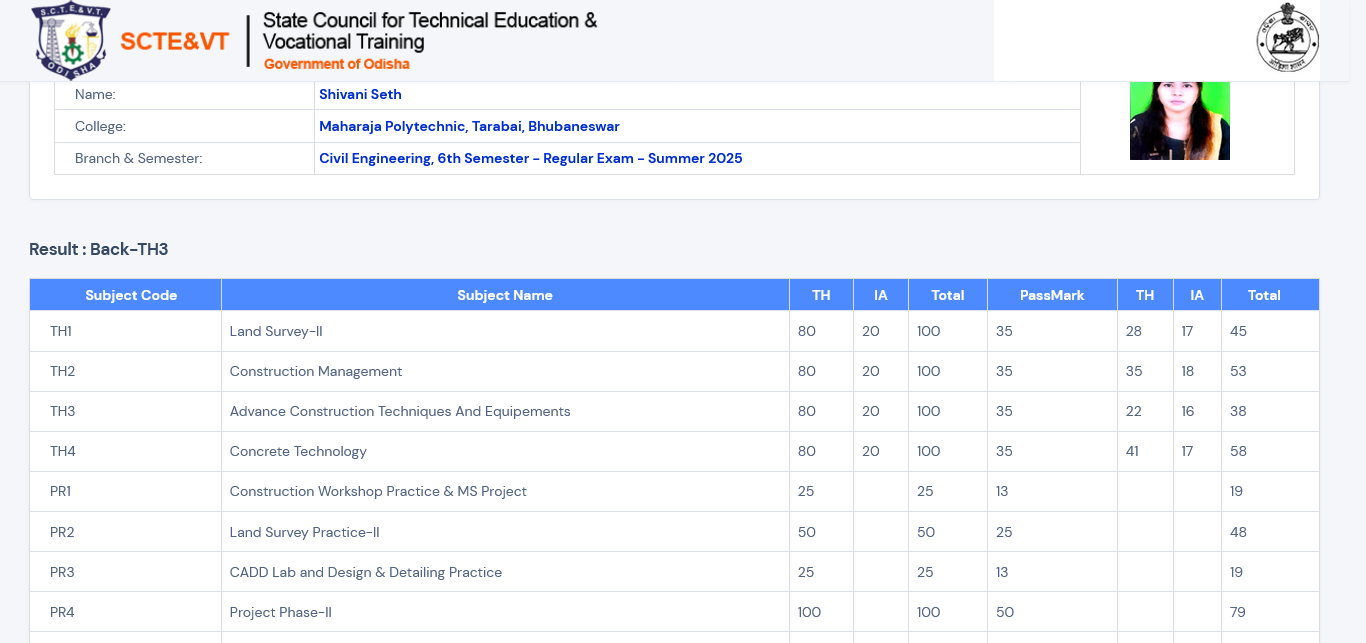 S.C.T.E.&V.T.
ODISHA
SCTE&VT
State Council for Technical Education &
Vocational Training
Government of Odisha
Name: Shivani Seth
College: Maharaja Polytechnic, Tarabai, Bhubaneswar
Branch & Semester: Civil Engineering, 6th Semester - Regular Exam - Summer 2025
Result : Back-TH3
Subject Code Subject Name TH IA Total PassMark TH IA Total
TH1 Land Survey-II 80 20 100 35 28 17 45
TH2 Construction Management 80 20 100 35 35 18 53
TH3 Advance Construction Techniques And Equipements 80 20 100 35 22 16 38
TH4 Concrete Technology 80 20 100 35 41 17 58
PR1 Construction Workshop Practice & MS Project 25 25 13 19
PR2 Land Survey Practice-II 50 50 25 48
PR3 CADD Lab and Design & Detailing Practice 25 25 13 19
PR4 Project Phase-II 100 100 50 79